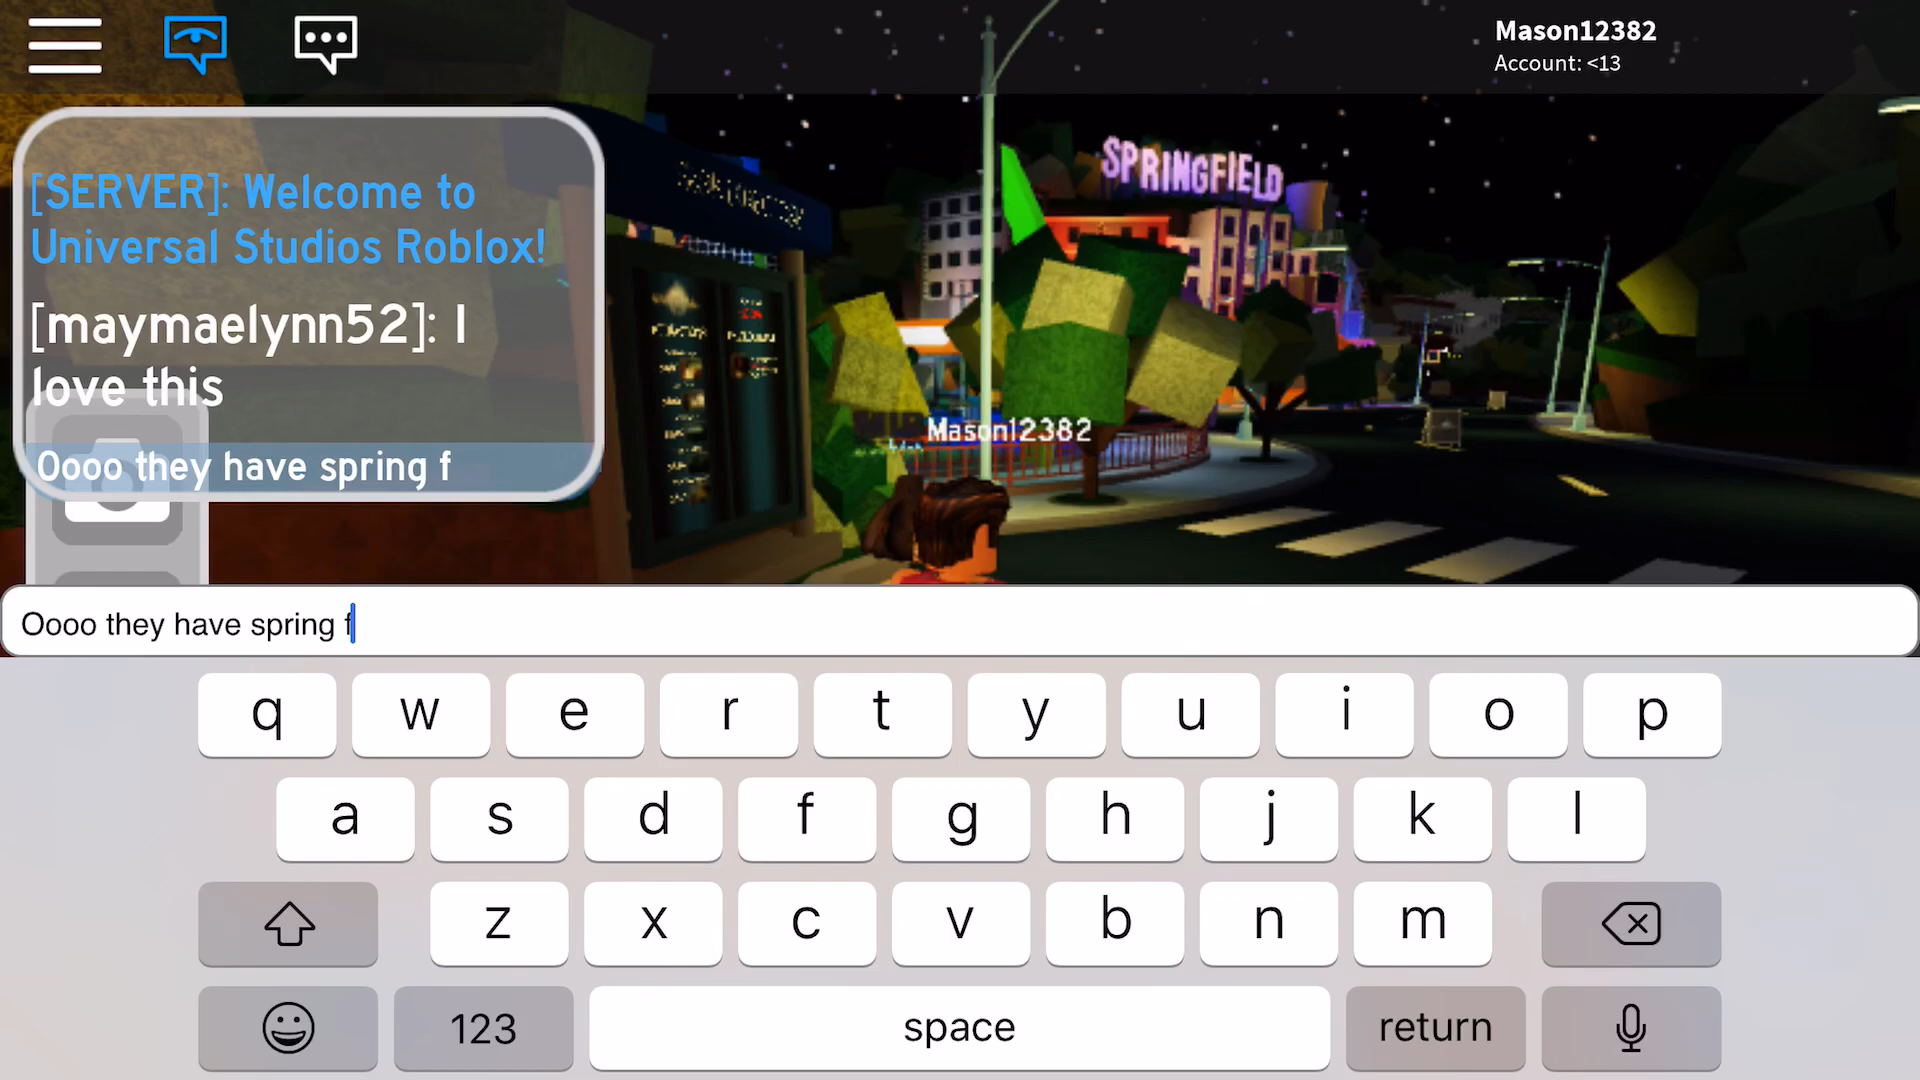 Mason12382
Account: <13
[SERVER]: Welcome to
Universal Studios Roblox!
[maymaelynn52]: I
love this
Oooo they have spring f
SPRINGFIELD
Mason12382
Oooo they have spring f
q w e r t y u i o p
a s d f g h j k l
z x c v b n m
123 space return